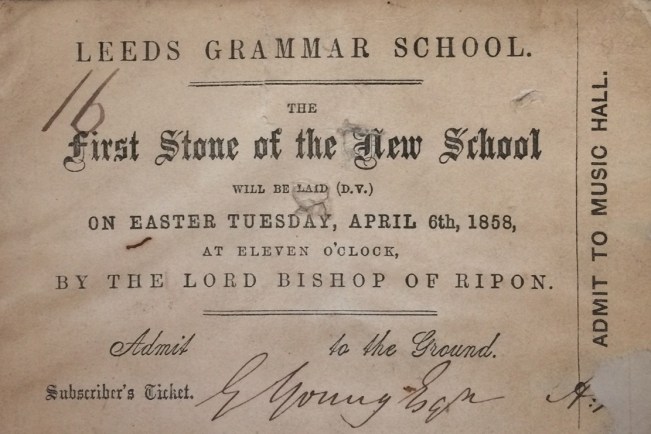 LEEDS GRAMMAR SCHOOL.
16
THE
First Stone of the New School
WILL BE LAID (D.V.)
ON EASTER TUESDAY, APRIL 6th, 1858,
AT ELEVEN O'CLOCK,
BY THE LORD BISHOP OF RIPON.
Admit to the Ground.
Subscriber's Ticket. G Young Esqr
ADMIT TO MUSIC HALL.